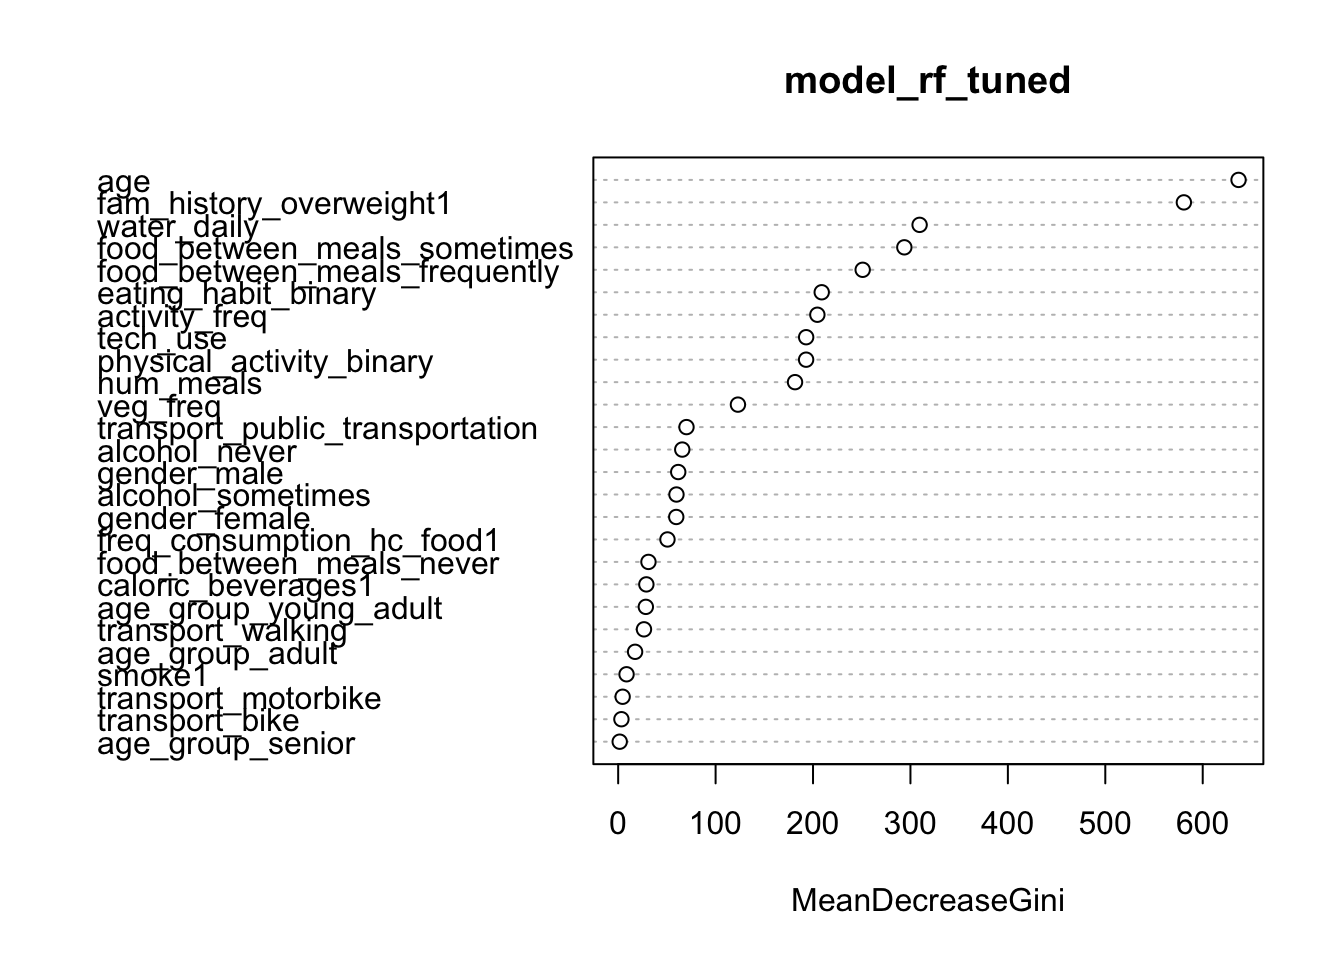 model_rf_tuned
age
fam_history_overweight1
water_daily
food_between_meals_sometimes
food_between_meals_frequently
eating_habit_binary
activity_freq
tech_use
physical_activity_binary
num_meals
veg_freq
transport_public_transportation
alcohol_never
gender_male
alcohol_sometimes
gender_female
freq_consumption_hc_food1
food_between_meals_never
caloric_beverages1
age_group_young_adult
transport_walking
age_group_adult
smoke1
transport_motorbike
transport_bike
age_group_senior
0 100 200 300 400 500 600
MeanDecreaseGini